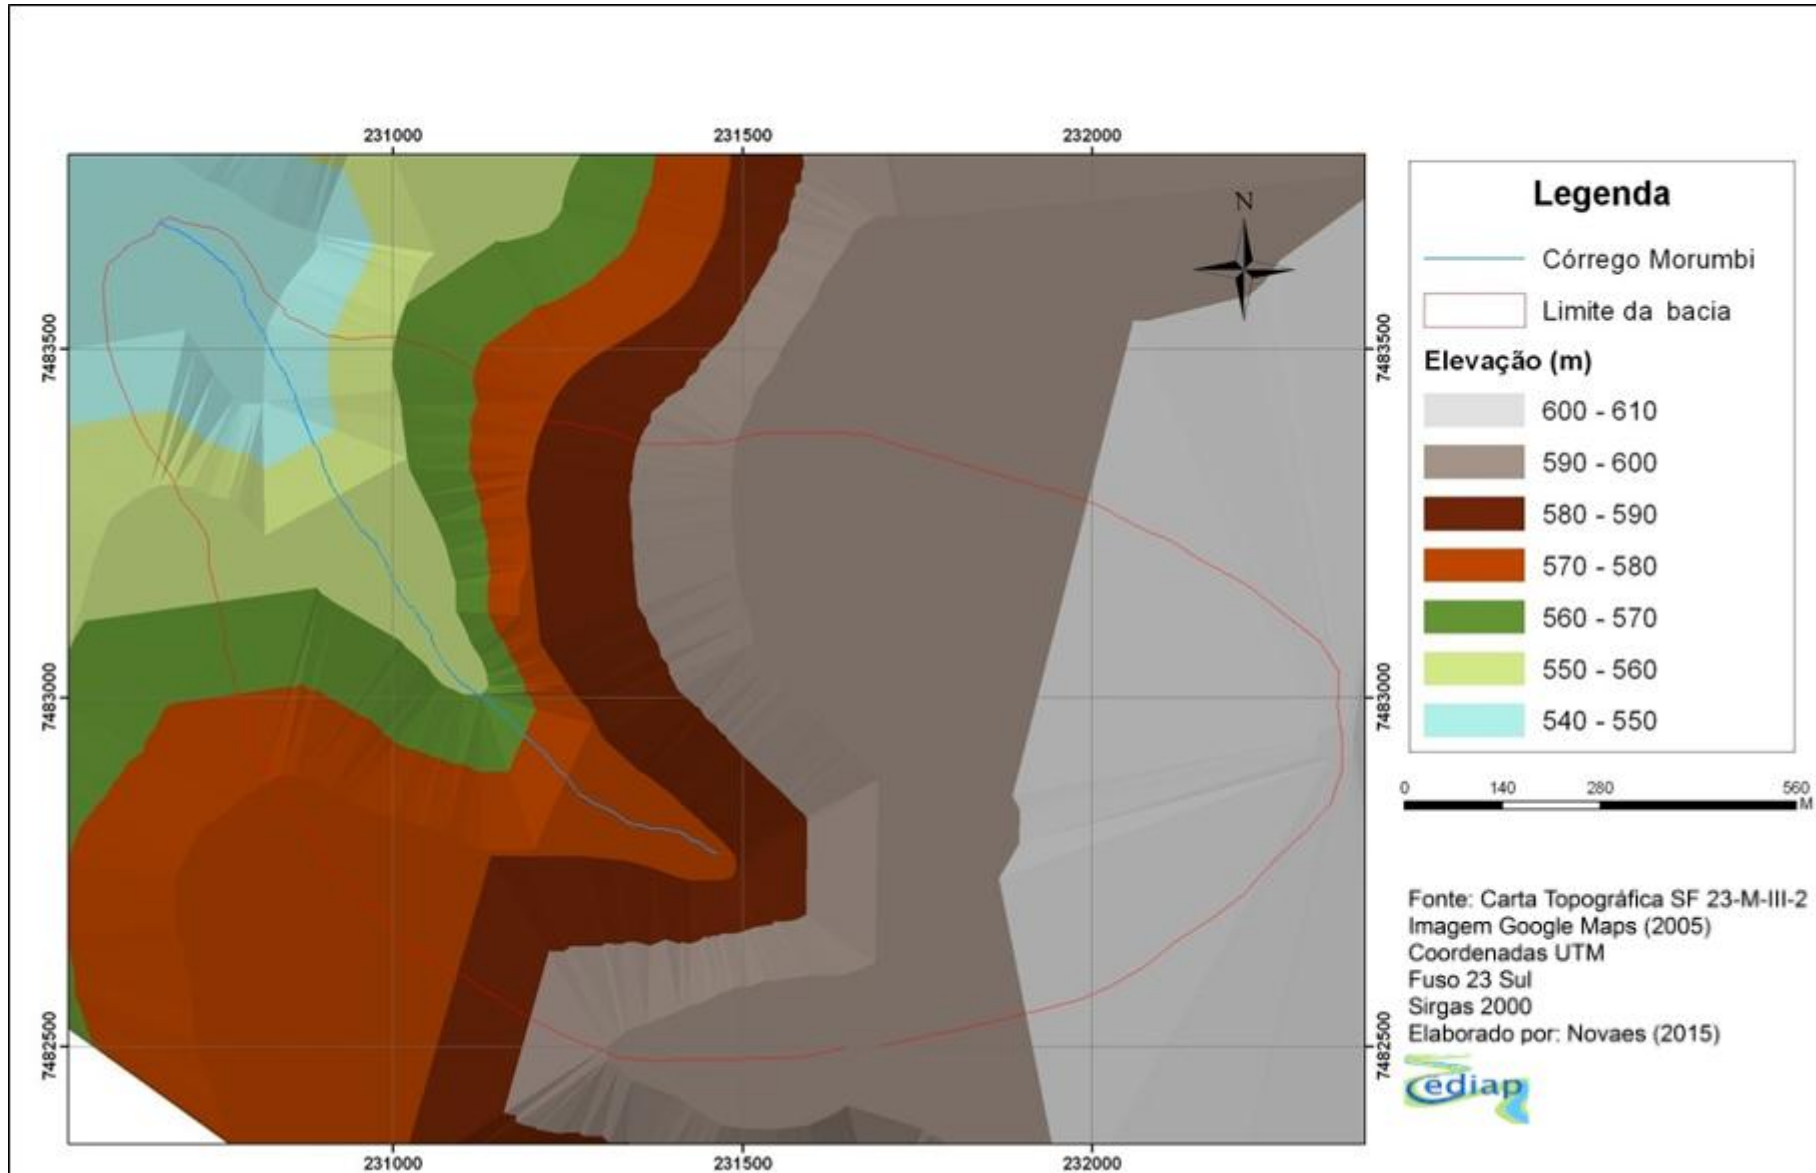 231000
231500
232000
7483500
7483000
7482500
N
7483500
7483000
7482500
231000
231500
232000
Legenda
Córrego Morumbi
Limite da bacia
Elevação (m)
600 - 610
590 - 600
580 - 590
570 - 580
560 - 570
550 - 560
540 - 550
0 140 280 560
M
Fonte: Carta Topográfica SF 23-M-III-2
Imagem Google Maps (2005)
Coordenadas UTM
Fuso 23 Sul
Sirgas 2000
Elaborado por: Novaes (2015)
Cediap